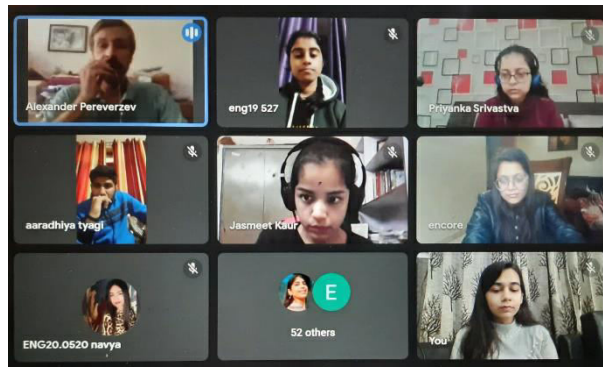 Alexander Pereverzev
eng19 527
Priyanka Srivastva
aaradhiya tyagi
Jasmeet Kaur
encore
ENG20.0520 navya
E
52 others
You